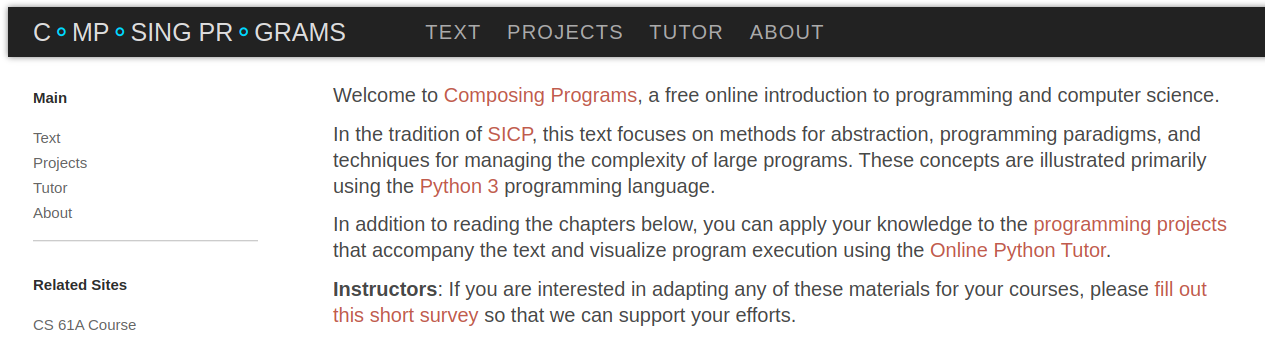 COMPOSING PROGRAMS TEXT PROJECTS TUTOR ABOUT
Main
Text
Projects
Tutor
About
Related Sites
CS 61A Course
Welcome to Composing Programs, a free online introduction to programming and computer science.
In the tradition of SICP, this text focuses on methods for abstraction, programming paradigms, and
techniques for managing the complexity of large programs. These concepts are illustrated primarily
using the Python 3 programming language.
In addition to reading the chapters below, you can apply your knowledge to the programming projects
that accompany the text and visualize program execution using the Online Python Tutor.
Instructors: If you are interested in adapting any of these materials for your courses, please fill out
this short survey so that we can support your efforts.